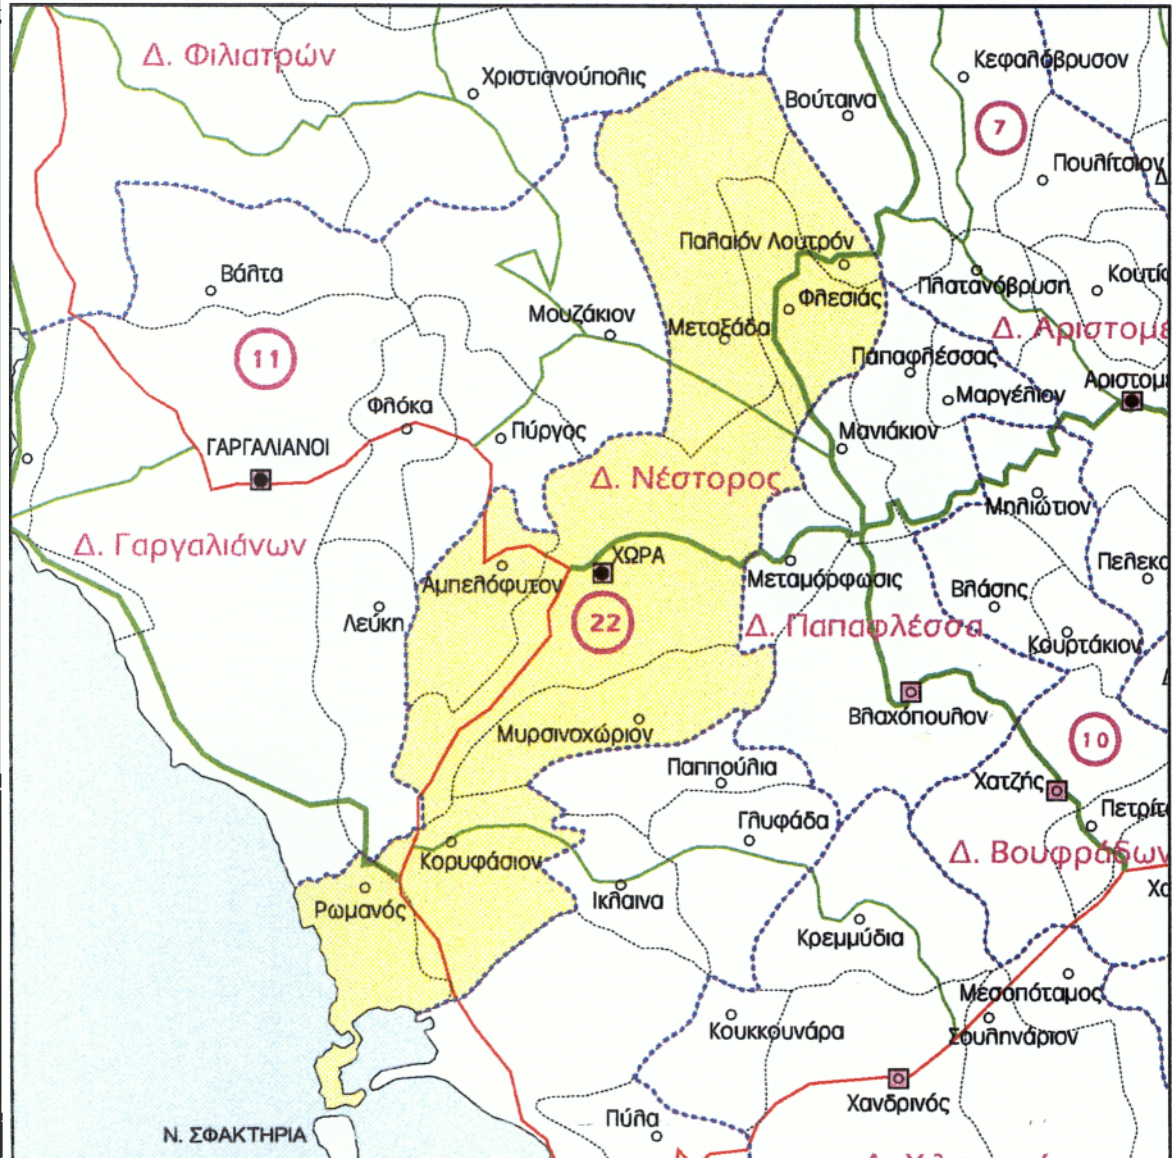 Δ. Φιλιατρών
Χριστιανούπολις
Κεφαλόβρυσον
Βούταινα
7
Πουλίτσιον
Παλαιόν Λουτρόν
Βάλτα
Πλατανόβρυση
Φλεσιάς
Μουζάκιον
Μεταξάδα
11
Παπαφλέσσας
Μαργέλιον
Φλόκα
Πύργος
Μανιάκιον
ΓΑΡΓΑΛΙΑΝΟΙ
Δ. Νέστορος
Μηλιώτιον
Δ. Γαργαλιάνων
ΧΩΡΑ
Αμπελόφυτον
Μεταμόρφωσις
Βλάσης
Λεύκη
22
Δ. Παπαφλέσσα
Κουρτάκιον
Βλαχόπουλον
Μυρσινοχώριον
10
Παππούλια
Χατζής
Γλυφάδα
Κορυφάσιον
Δ. Βουφράδων
Ρωμανός
Ικλαινα
Κρεμμύδια
Μεσοπόταμος
Κουκκουνάρα
Σουληνάριον
Χανδρινός
Πύλα
Ν. ΣΦΑΚΤΗΡΙΑ